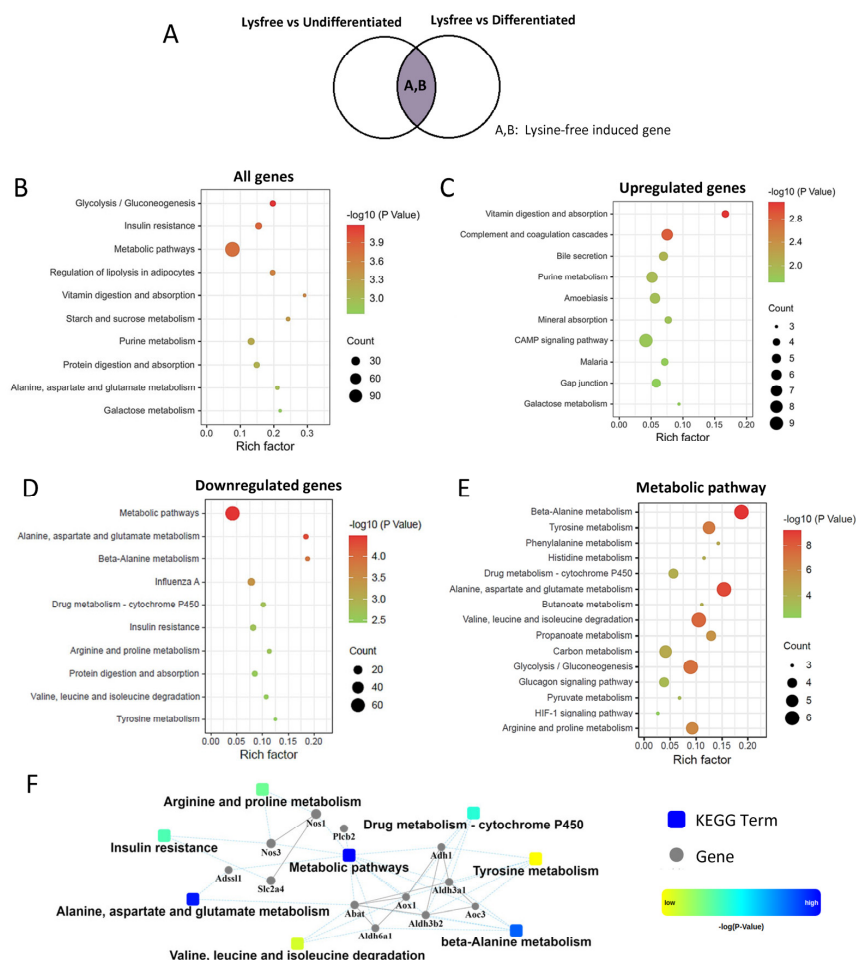 Lysfree vs Undifferentiated
Lysfree vs Differentiated
A
A,B
A,B: Lysine-free induced gene
B
All genes
Glycolysis / Gluconeogenesis
Insulin resistance
Metabolic pathways
Regulation of lipolysis in adipocytes
Vitamin digestion and absorption
Starch and sucrose metabolism
Purine metabolism
Protein digestion and absorption
Alanine, aspartate and glutamate metabolism
Galactose metabolism
0.0 0.1 0.2 0.3
Rich factor
-log10 (P Value)
3.9
3.6
3.3
3.0
Count
30
60
90
C
Upregulated genes
Vitamin digestion and absorption
Complement and coagulation cascades
Bile secretion
Purine metabolism
Amoebiasis
Mineral absorption
CAMP signaling pathway
Malaria
Gap junction
Galactose metabolism
0.00 0.05 0.10 0.15 0.20
Rich factor
-log10 (P Value)
2.8
2.4
2.0
Count
3
4
5
6
7
8
9
D
Downregulated genes
Metabolic pathways
Alanine, aspartate and glutamate metabolism
Beta-Alanine metabolism
Influenza A
Drug metabolism - cytochrome P450
Insulin resistance
Arginine and proline metabolism
Protein digestion and absorption
Valine, leucine and isoleucine degradation
Tyrosine metabolism
0.00 0.05 0.10 0.15 0.20
Rich factor
-log10 (P Value)
4.0
3.5
3.0
2.5
Count
20
40
60
E
Metabolic pathway
Beta-Alanine metabolism
Tyrosine metabolism
Phenylalanine metabolism
Histidine metabolism
Drug metabolism - cytochrome P450
Alanine, aspartate and glutamate metabolism
Butanoate metabolism
Valine, leucine and isoleucine degradation
Propanoate metabolism
Carbon metabolism
Glycolysis / Gluconeogenesis
Glucagon signaling pathway
Pyruvate metabolism
HIF-1 signaling pathway
Arginine and proline metabolism
0.00 0.05 0.10 0.15 0.20
Rich factor
-log10 (P Value)
8
6
4
Count
3
4
5
6
F
Arginine and proline metabolism
Nos1
Plcb2
Drug metabolism - cytochrome P450
Insulin resistance
Nos3
Metabolic pathways
Adh1
Tyrosine metabolism
Adssl1
Slc2a4
Aldh3a1
Alanine, aspartate and glutamate metabolism
Abat
Aox1
Aoc3
Aldh3b2
Aldh6a1
beta-Alanine metabolism
Valine, leucine and isoleucine degradation
KEGG Term
Gene
low
high
-log(P-Value)